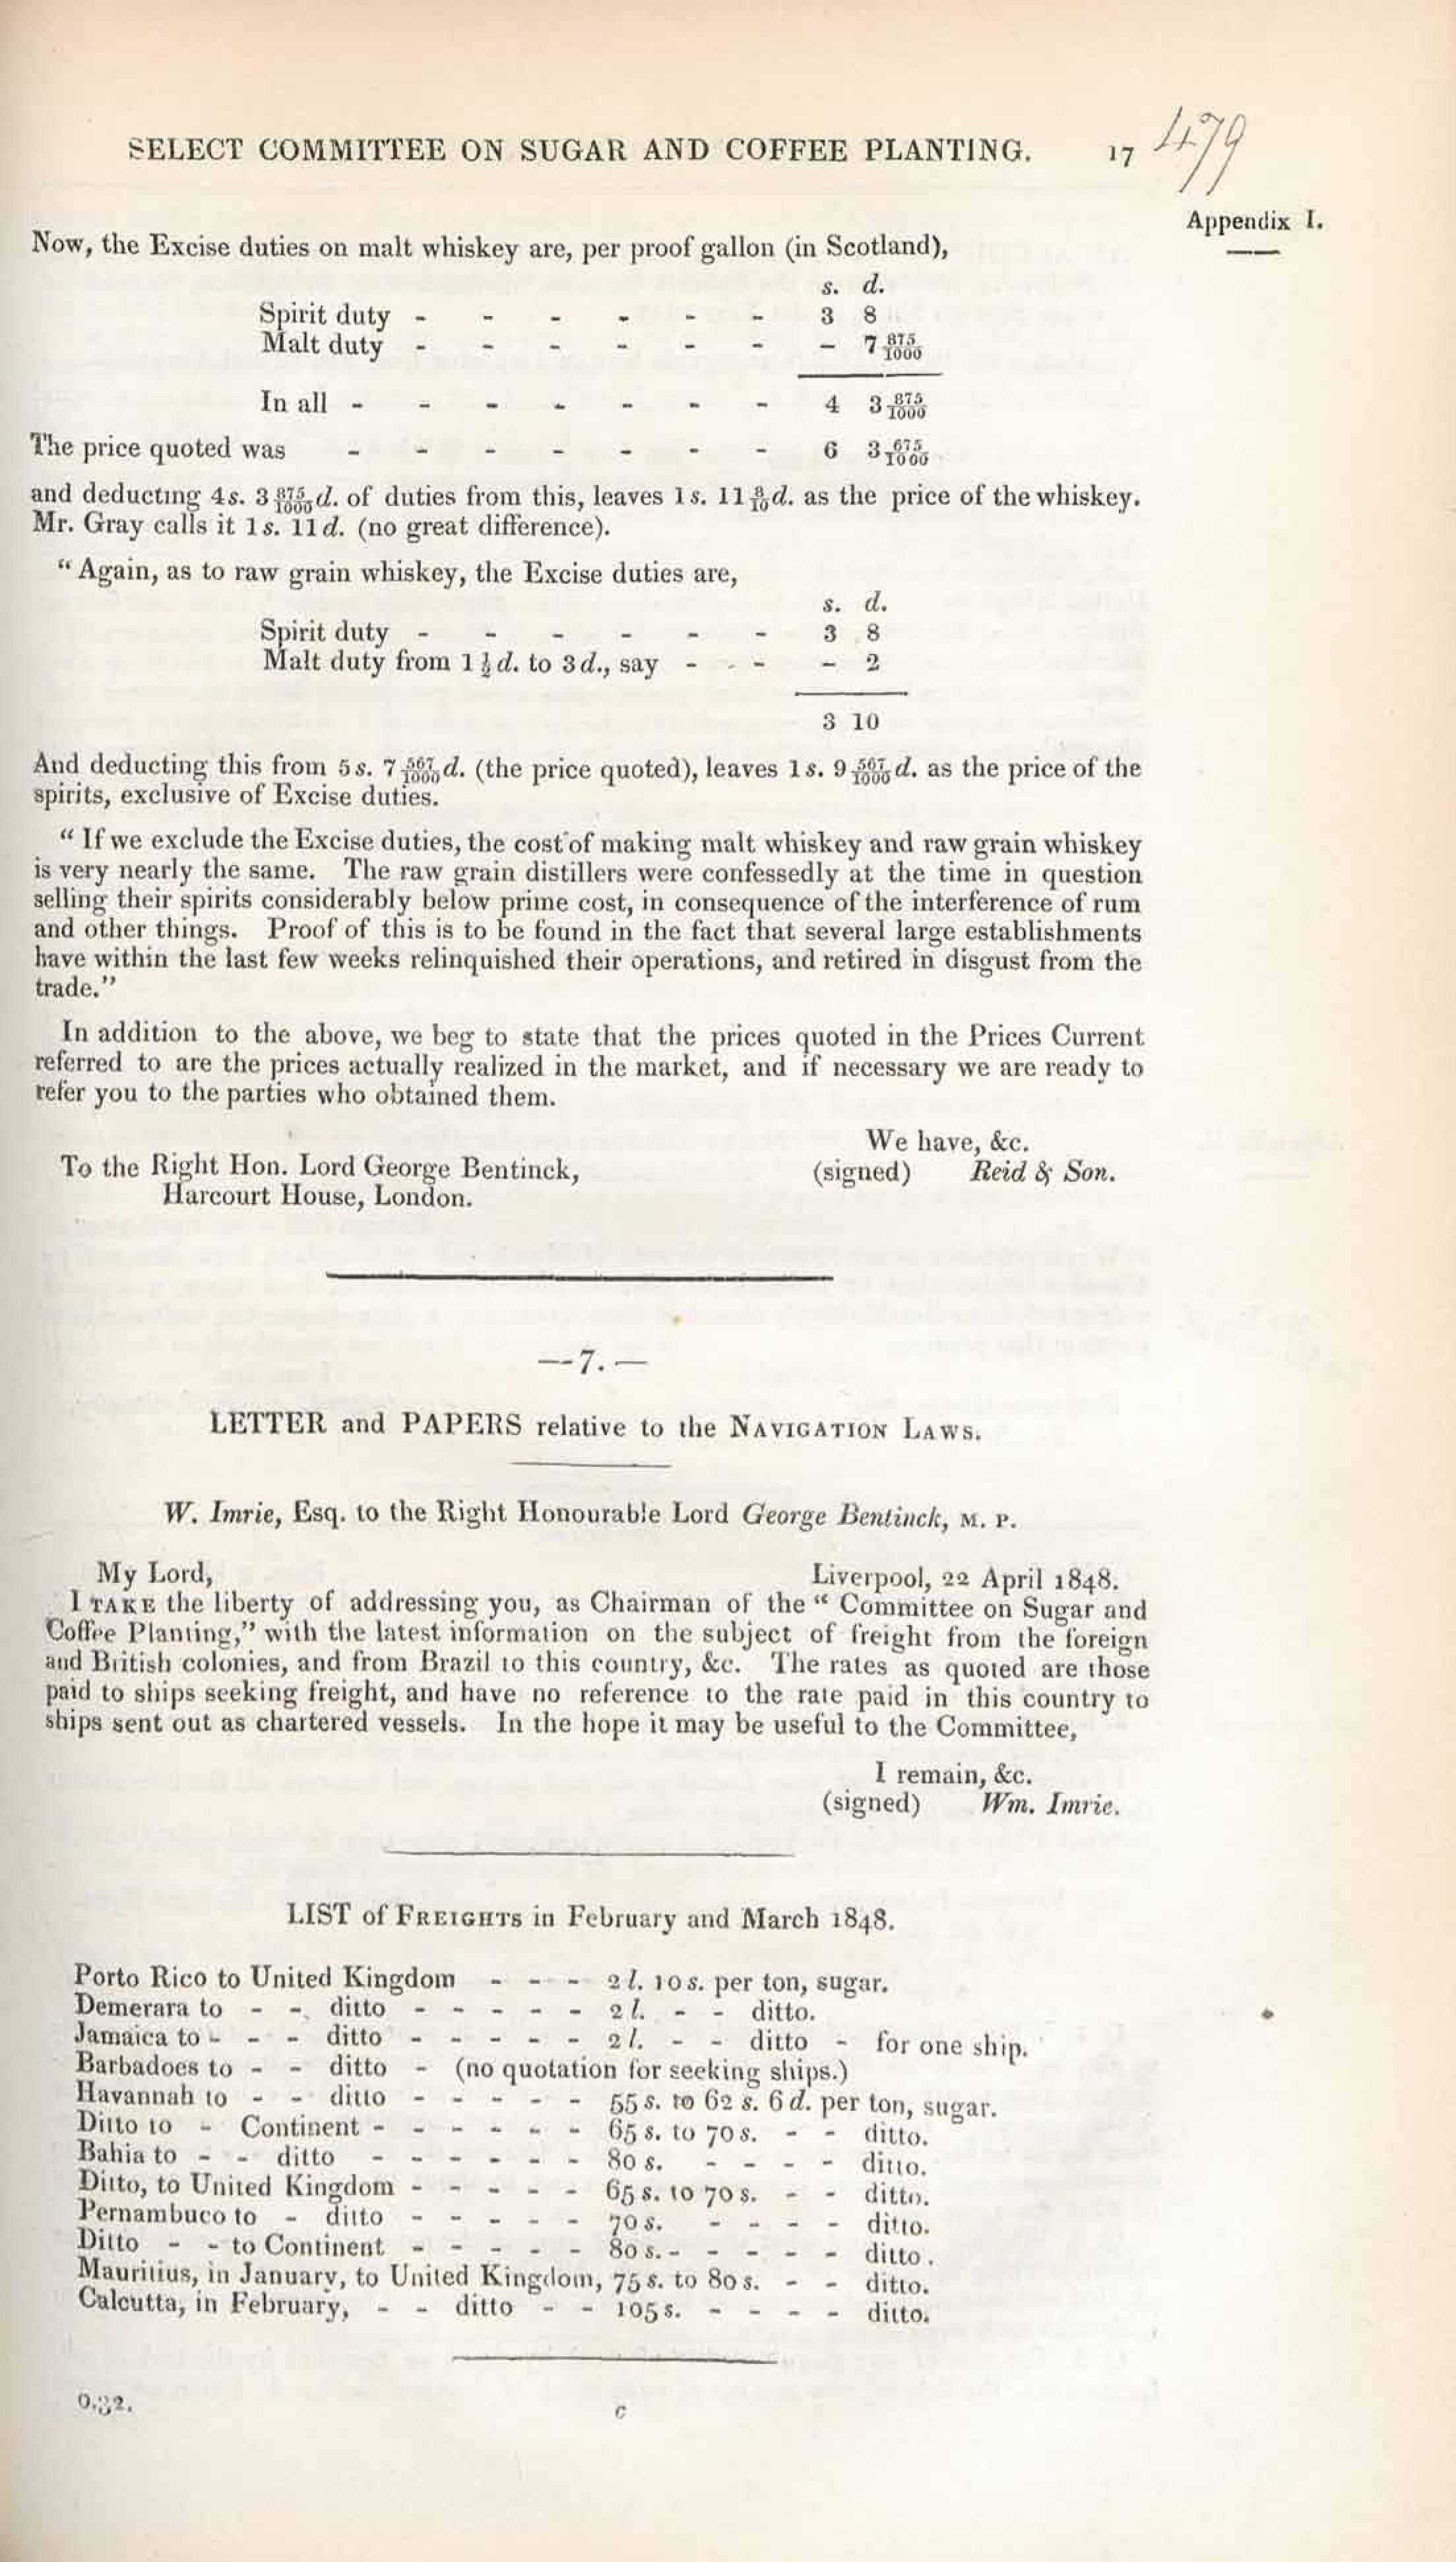 SELECT COMMITTEE ON SUGAR AND COFFEE PLANTING. 17
479
Appendix I.
Now, the Excise duties on malt whiskey are, per proof gallon (in Scotland),
s. d.
Spirit duty - - - - - - 3 8
Malt duty - - - - - - – 7 875/1000
In all - - - - - - - 4 3 875/1000
The price quoted was - - - - - - - 6 3 675/1000
and deducting 4s. 3 875/1000 d. of duties from this, leaves 1s. 11 8/10 d. as the price of the whiskey.
Mr. Gray calls it 1s. 11d. (no great difference).
“Again, as to raw grain whiskey, the Excise duties are,
s. d.
Spirit duty - - - - - - 3 8
Malt duty from 1½d. to 3d., say - - - – 2
3 10
And deducting this from 5s. 7 567/1000 d. (the price quoted), leaves 1s. 9 567/1000 d. as the price of the
spirits, exclusive of Excise duties.
“If we exclude the Excise duties, the cost of making malt whiskey and raw grain whiskey
is very nearly the same. The raw grain distillers were confessedly at the time in question
selling their spirits considerably below prime cost, in consequence of the interference of rum
and other things. Proof of this is to be found in the fact that several large establishments
have within the last few weeks relinquished their operations, and retired in disgust from the
trade.”
In addition to the above, we beg to state that the prices quoted in the Prices Current
referred to are the prices actually realized in the market, and if necessary we are ready to
refer you to the parties who obtained them.
We have, &c.
To the Right Hon. Lord George Bentinck, (signed) Reid & Son.
Harcourt House, London.
—7.—
LETTER and PAPERS relative to the NAVIGATION LAWS.
W. Imrie, Esq. to the Right Honourable Lord George Bentinck, M. P.
My Lord, Liverpool, 22 April 1848.
I TAKE the liberty of addressing you, as Chairman of the “Committee on Sugar and
Coffee Planting,” with the latest information on the subject of freight from the foreign
and British colonies, and from Brazil to this country, &c. The rates as quoted are those
paid to ships seeking freight, and have no reference to the rate paid in this country to
ships sent out as chartered vessels. In the hope it may be useful to the Committee,
I remain, &c.
(signed) Wm. Imrie.
LIST of FREIGHTS in February and March 1848.
Porto Rico to United Kingdom - - - 2l. 10s. per ton, sugar.
Demerara to - - ditto - - - - - 2l. - - ditto.
Jamaica to - - - ditto - - - - - 2l. - - ditto - for one ship.
Barbadoes to - - ditto - (no quotation for seeking ships.)
Havannah to - - ditto - - - - - 55s. to 62s. 6d. per ton, sugar.
Ditto to - Continent - - - - - - 65s. to 70s. - - ditto.
Bahia to - - ditto - - - - - - 80s. - - - - ditto.
Ditto, to United Kingdom - - - - - 65s. to 70s. - - ditto.
Pernambuco to - ditto - - - - - 70s. - - - - ditto.
Ditto - - to Continent - - - - - 80s. - - - - - ditto.
Mauritius, in January, to United Kingdom, 75s. to 80s. - - ditto.
Calcutta, in February, - - ditto - - 105s. - - - - ditto.
0.32. c